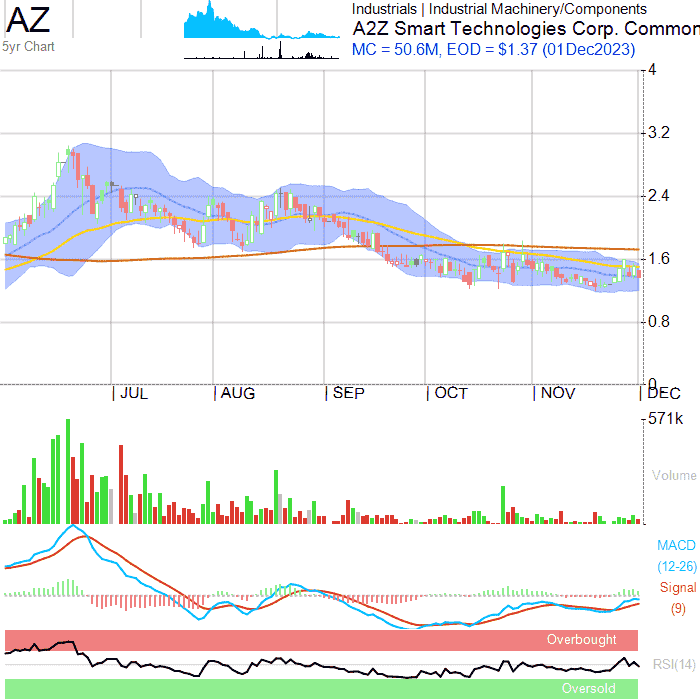 AZ
5yr Chart
Industrials | Industrial Machinery/Components
A2Z Smart Technologies Corp. Common
MC = 50.6M, EOD = $1.37 (01Dec2023)
4
3.2
2.4
1.6
0.8
0
JUL
AUG
SEP
OCT
NOV
DEC
571k
Volume
MACD
(12-26)
Signal
(9)
Overbought
RSI(14)
Oversold